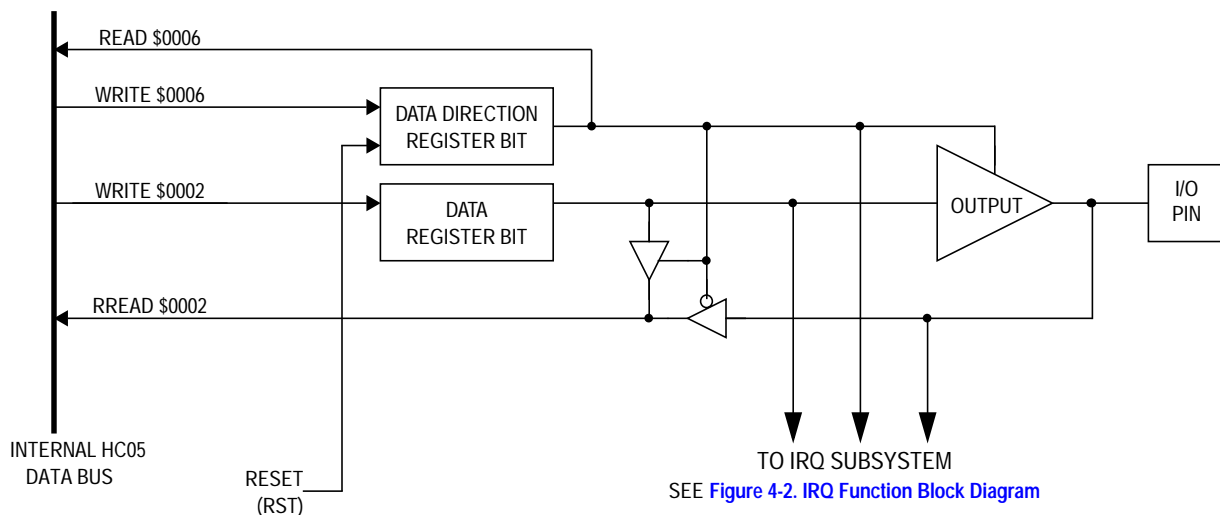 READ $0006
WRITE $0006
DATA DIRECTION
REGISTER BIT
WRITE $0002
DATA
REGISTER BIT
OUTPUT
I/O
PIN
RREAD $0002
INTERNAL HC05
DATA BUS
RESET
(RST)
TO IRQ SUBSYSTEM
SEE Figure 4-2. IRQ Function Block Diagram